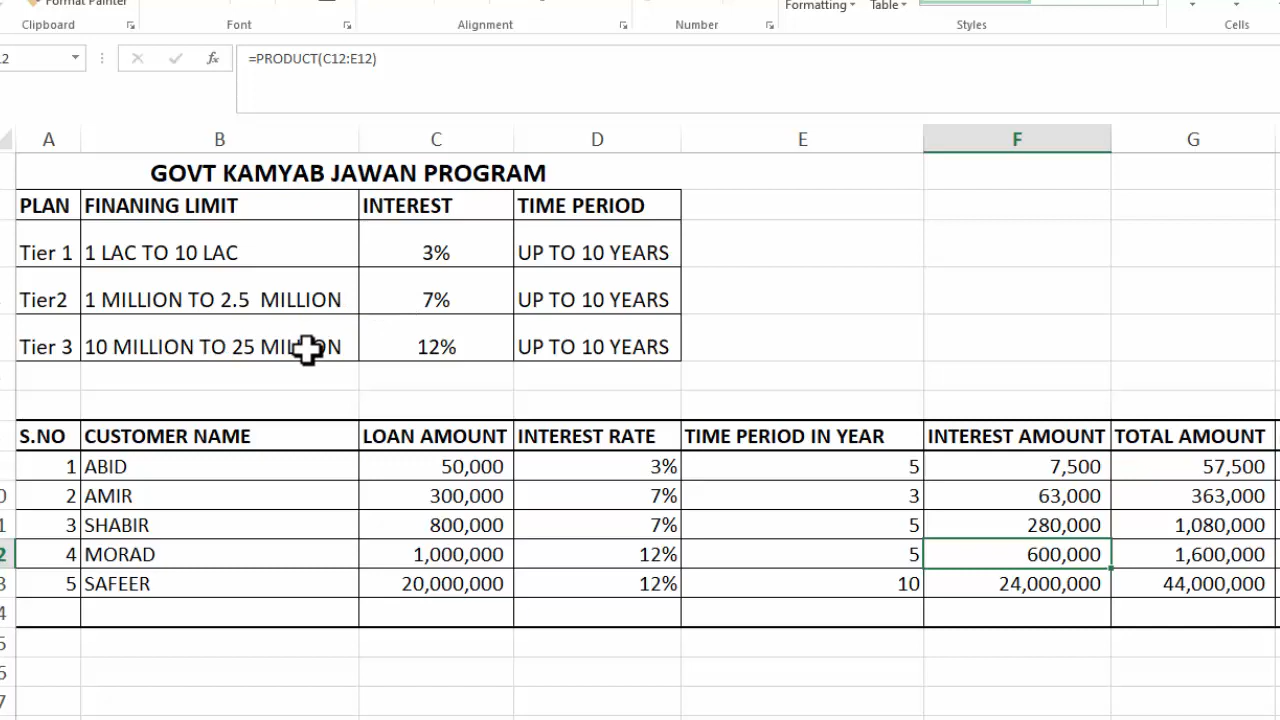 Format Painter
Formatting Table
Clipboard Font Alignment Number Styles Cells
fx =PRODUCT(C12:E12)
A B C D E F G
GOVT KAMYAB JAWAN PROGRAM
PLAN FINANING LIMIT INTEREST TIME PERIOD
Tier 1 1 LAC TO 10 LAC 3% UP TO 10 YEARS
Tier2 1 MILLION TO 2.5 MILLION 7% UP TO 10 YEARS
Tier 3 10 MILLION TO 25 MILLION 12% UP TO 10 YEARS
S.NO CUSTOMER NAME LOAN AMOUNT INTEREST RATE TIME PERIOD IN YEAR INTEREST AMOUNT TOTAL AMOUNT
1 ABID 50,000 3% 5 7,500 57,500
2 AMIR 300,000 7% 3 63,000 363,000
3 SHABIR 800,000 7% 5 280,000 1,080,000
4 MORAD 1,000,000 12% 5 600,000 1,600,000
5 SAFEER 20,000,000 12% 10 24,000,000 44,000,000